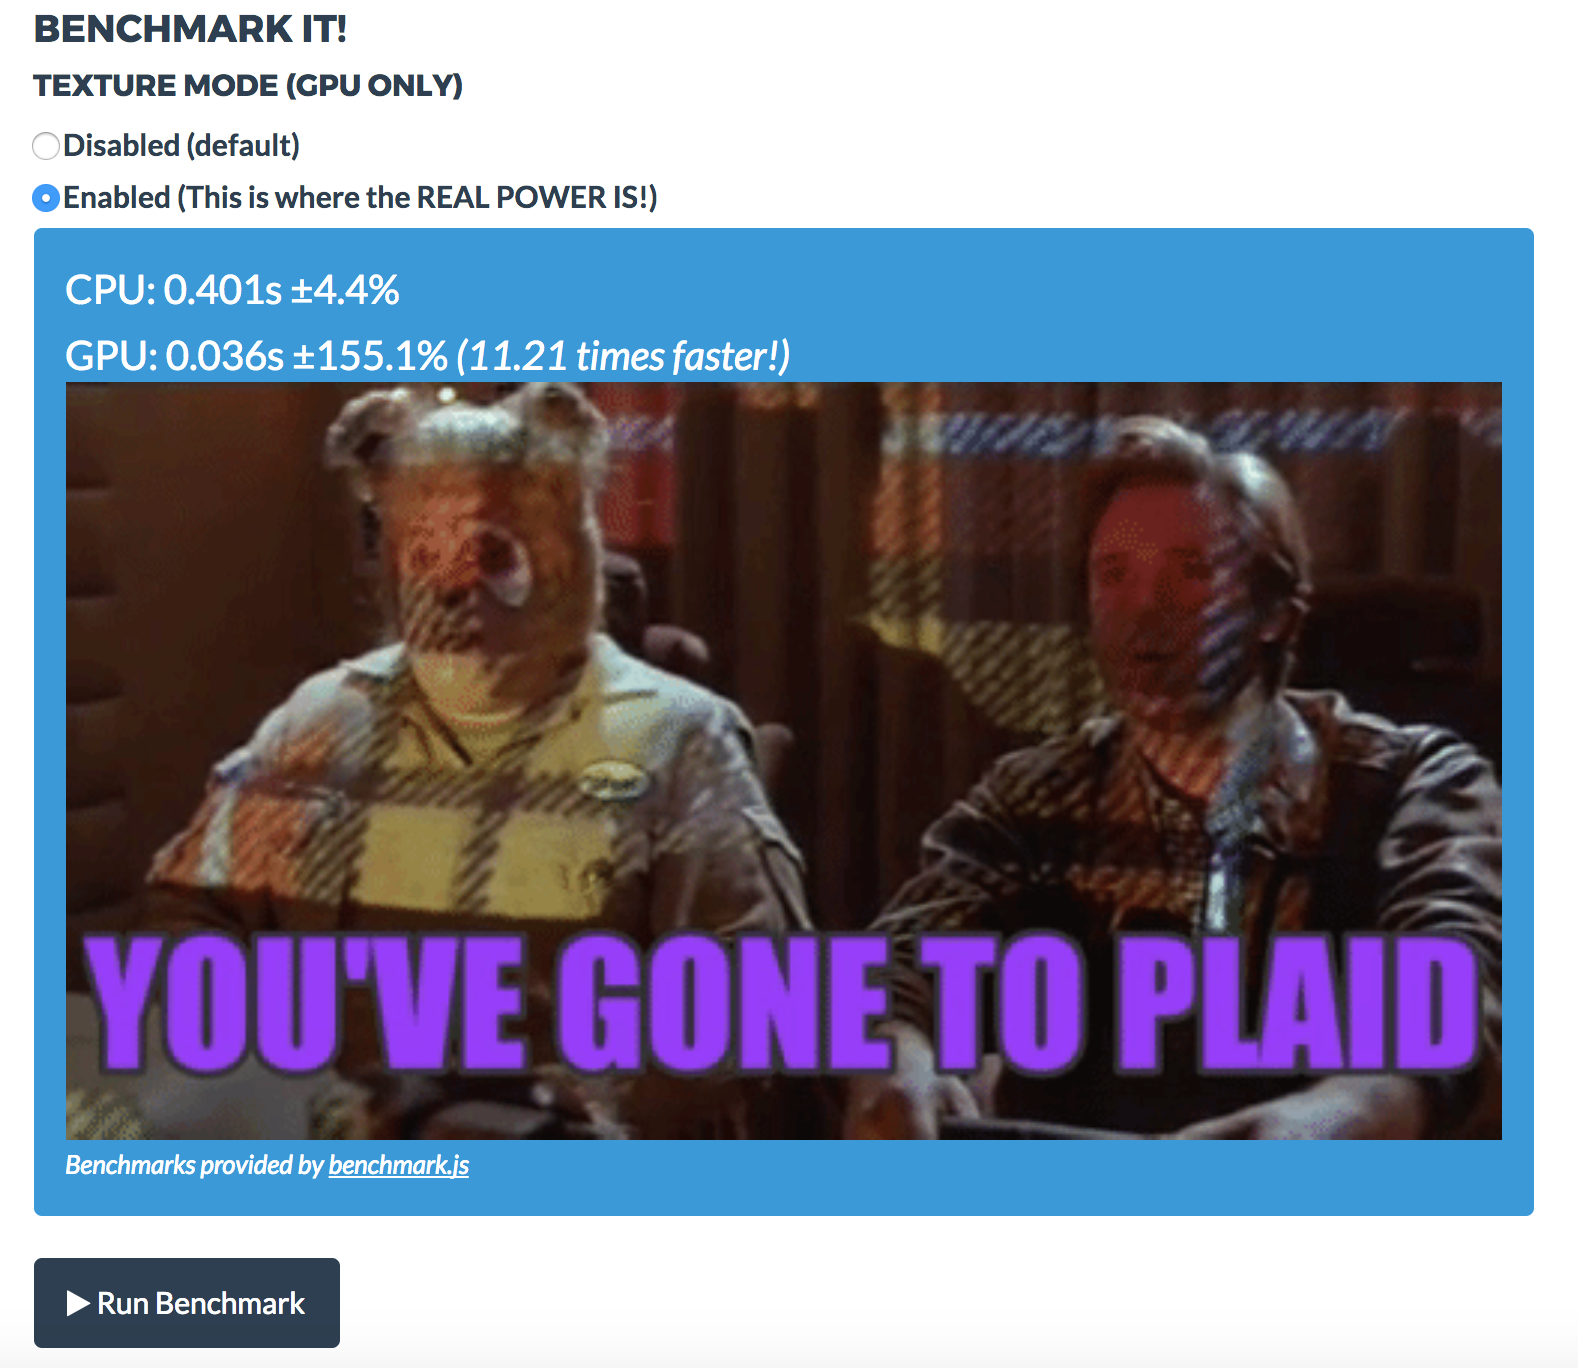 BENCHMARK IT!
TEXTURE MODE (GPU ONLY)
Disabled (default)
Enabled (This is where the REAL POWER IS!)
CPU: 0.401s ±4.4%
GPU: 0.036s ±155.1% (11.21 times faster!)
YOU'VE GONE TO PLAID
Benchmarks provided by benchmark.js
Run Benchmark